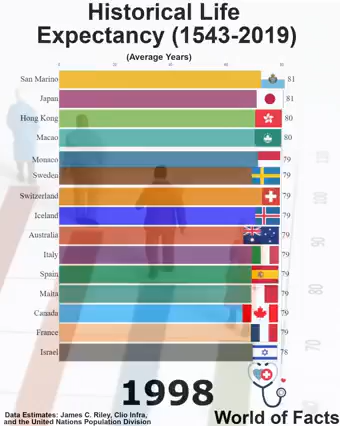 Historical Life
Expectancy (1543-2019)
(Average Years)
San Marino 81
Japan 81
Hong Kong 80
Macao 80
Monaco 79
Sweden 79
Switzerland 79
Iceland 79
Australia 79
Italy 79
Spain 79
Malta 79
Canada 79
France 79
Israel 78
1998
Data Estimates: James C. Riley, Clio Infra,
and the United Nations Population Division
World of Facts